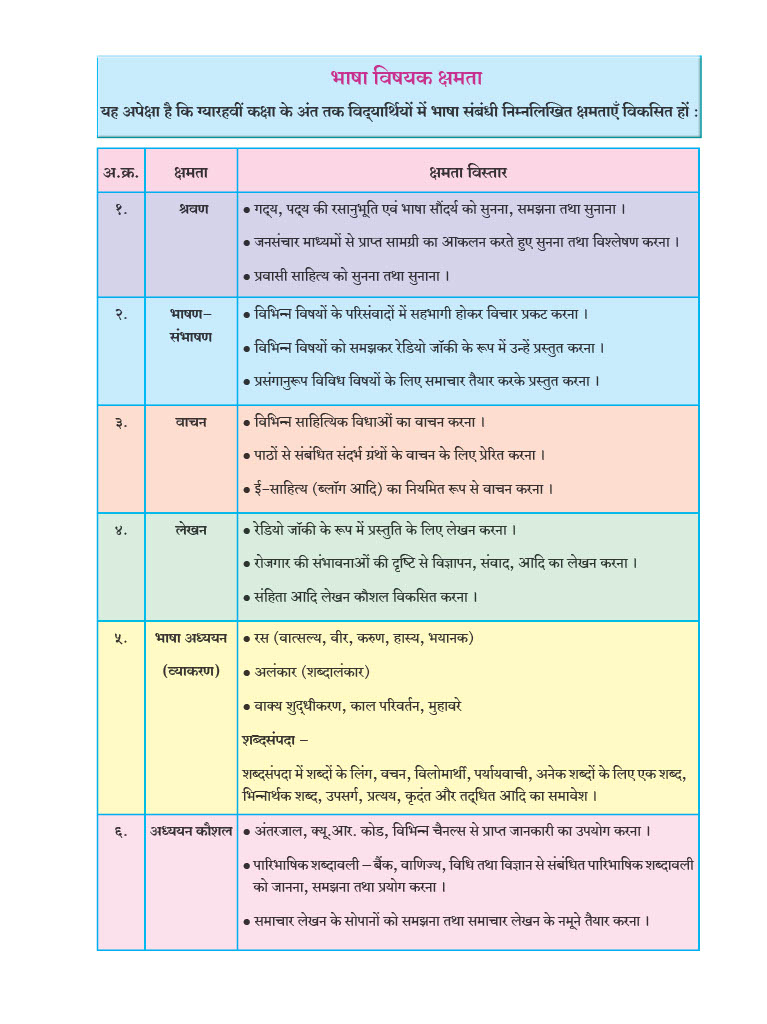 भाषा विषयक क्षमता
यह अपेक्षा है कि ग्यारहवीं कक्षा के अंत तक विद्‌यार्थियों में भाषा संबंधी निम्नलिखित क्षमताएँ विकसित हों :
अ.क्र. क्षमता क्षमता विस्तार
१. श्रवण ● गद्‌य, पद्‌य की रसानुभूति एवं भाषा सौंदर्य को सुनना, समझना तथा सुनाना ।
● जनसंचार माध्यमों से प्राप्त सामग्री का आकलन करते हुए सुनना तथा विश्लेषण करना ।
● प्रवासी साहित्य को सुनना तथा सुनाना ।
२. भाषण– ● विभिन्न विषयों के परिसंवादों में सहभागी होकर विचार प्रकट करना ।
संभाषण
● विभिन्न विषयों को समझकर रेडियो जॉकी के रूप में उन्हें प्रस्तुत करना ।
● प्रसंगानुरूप विविध विषयों के लिए समाचार तैयार करके प्रस्तुत करना ।
३. वाचन ● विभिन्न साहित्यिक विधाओं का वाचन करना ।
● पाठों से संबंधित संदर्भ ग्रंथों के वाचन के लिए प्रेरित करना ।
● ई-साहित्य (ब्लॉग आदि) का नियमित रूप से वाचन करना ।
४. लेखन ● रेडियो जॉकी के रूप में प्रस्तुति के लिए लेखन करना ।
● रोजगार की संभावनाओं की दृष्टि से विज्ञापन, संवाद, आदि का लेखन करना ।
● संहिता आदि लेखन कौशल विकसित करना ।
५. भाषा अध्ययन ● रस (वात्सल्य, वीर, करुण, हास्य, भयानक)
(व्याकरण) ● अलंकार (शब्दालंकार)
● वाक्य शुद्‌धीकरण, काल परिवर्तन, मुहावरे
शब्दसंपदा –
शब्दसंपदा में शब्दों के लिंग, वचन, विलोमार्थी, पर्यायवाची, अनेक शब्दों के लिए एक शब्द,
भिन्नार्थक शब्द, उपसर्ग, प्रत्यय, कृदंत और तद्‌धित आदि का समावेश ।
६. अध्ययन कौशल ● अंतरजाल, क्यू.आर. कोड, विभिन्न चैनल्स से प्राप्त जानकारी का उपयोग करना ।
● पारिभाषिक शब्दावली – बैंक, वाणिज्य, विधि तथा विज्ञान से संबंधित पारिभाषिक शब्दावली
को जानना, समझना तथा प्रयोग करना ।
● समाचार लेखन के सोपानों को समझना तथा समाचार लेखन के नमूने तैयार करना ।